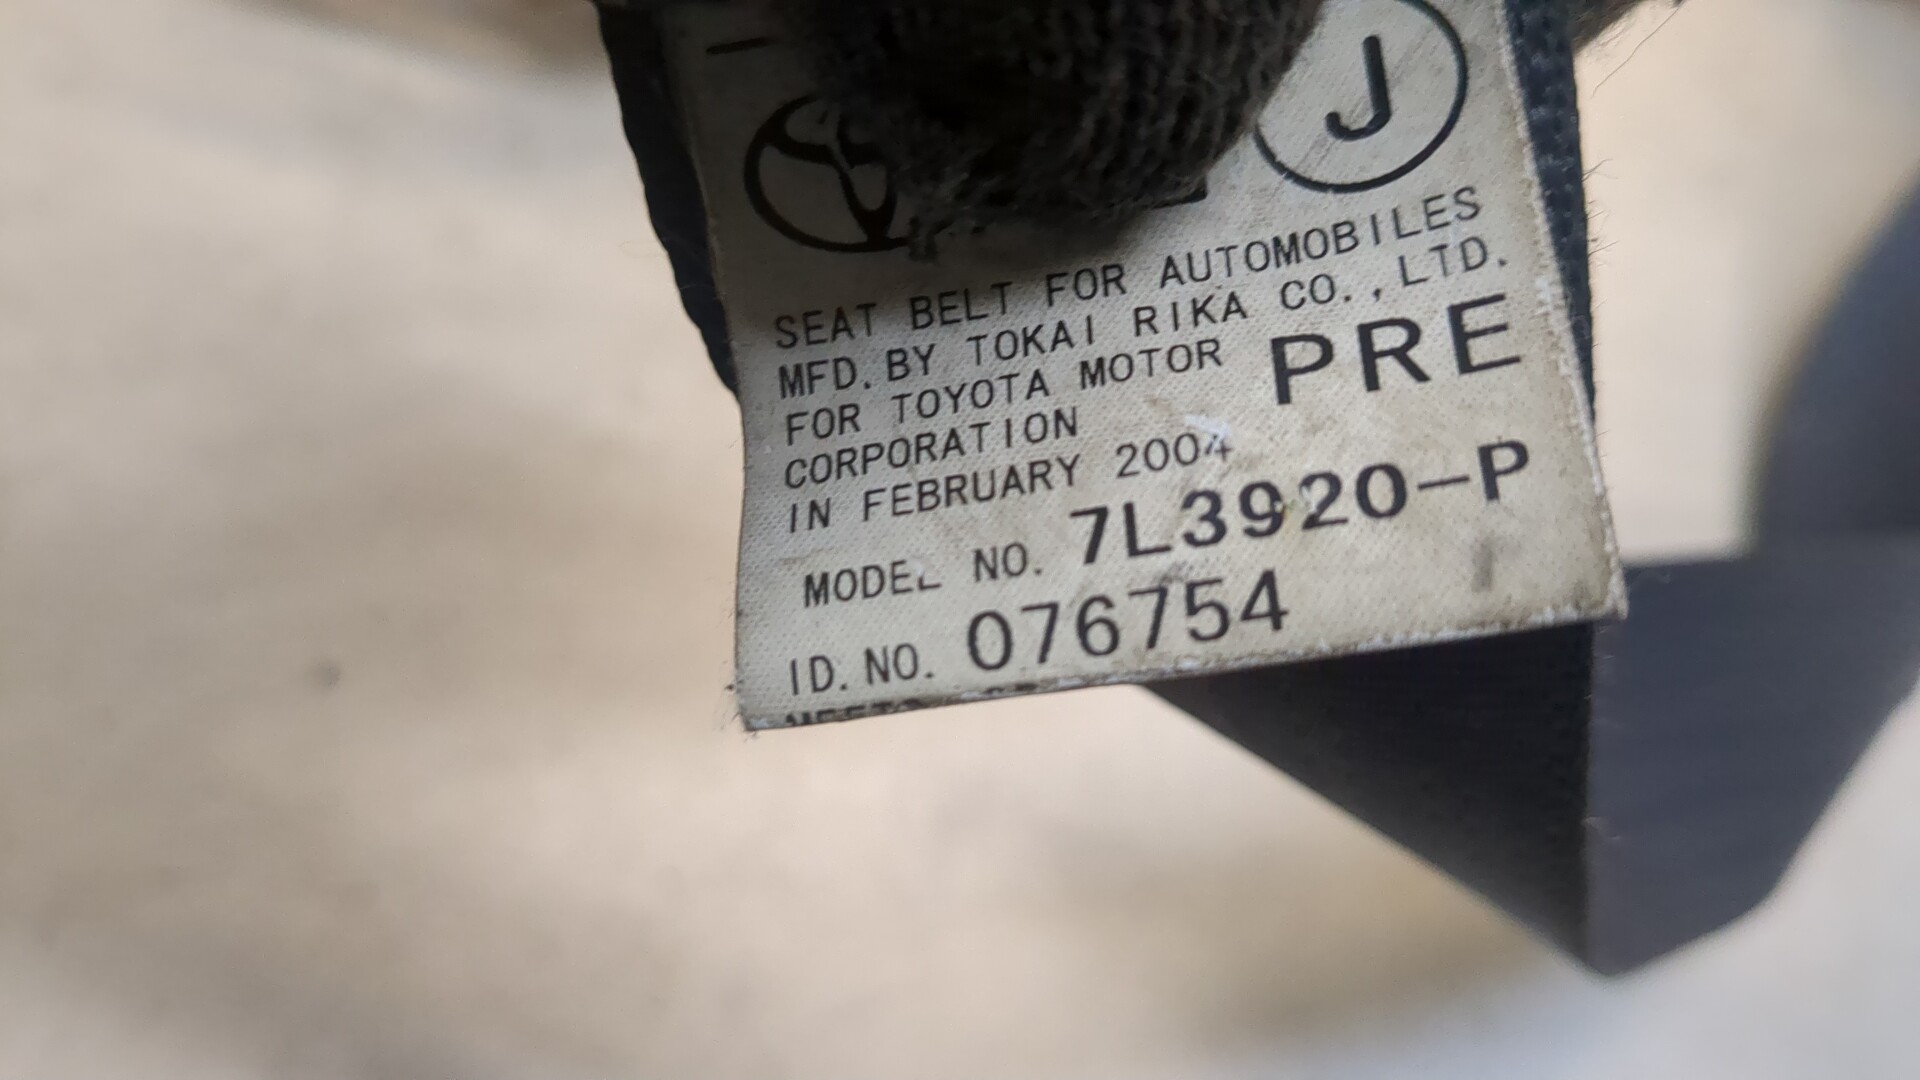 J
SEAT BELT FOR AUTOMOBILES
MFD. BY TOKAI RIKA CO., LTD.
FOR TOYOTA MOTOR PRE
CORPORATION
IN FEBRUARY 2004
MODEL NO. 7L3920-P
ID. NO. 076754